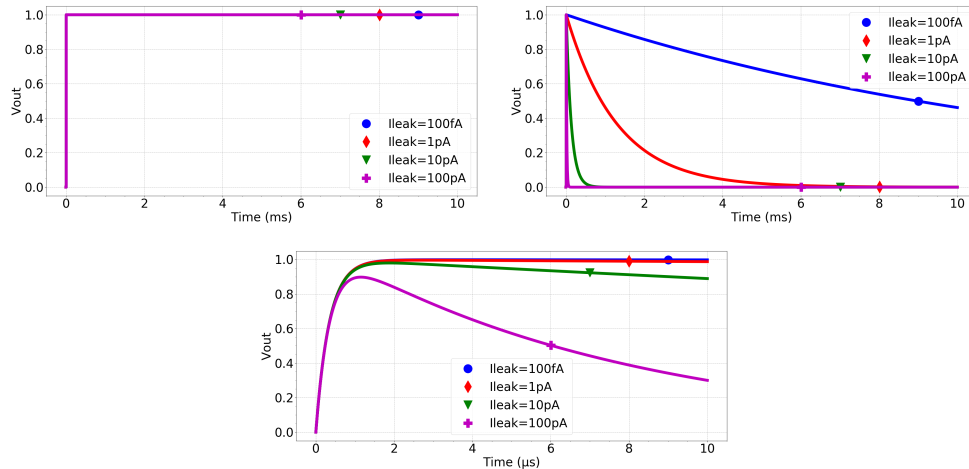 Vout
1.0
0.8
0.6
0.4
0.2
0.0
Ileak=100fA
Ileak=1pA
Ileak=10pA
Ileak=100pA
0 2 4 6 8 10
Time (ms)
Vout
1.0
0.8
0.6
0.4
0.2
0.0
Ileak=100fA
Ileak=1pA
Ileak=10pA
Ileak=100pA
0 2 4 6 8 10
Time (ms)
Vout
1.0
0.8
0.6
0.4
0.2
0.0
Ileak=100fA
Ileak=1pA
Ileak=10pA
Ileak=100pA
0 2 4 6 8 10
Time (μs)